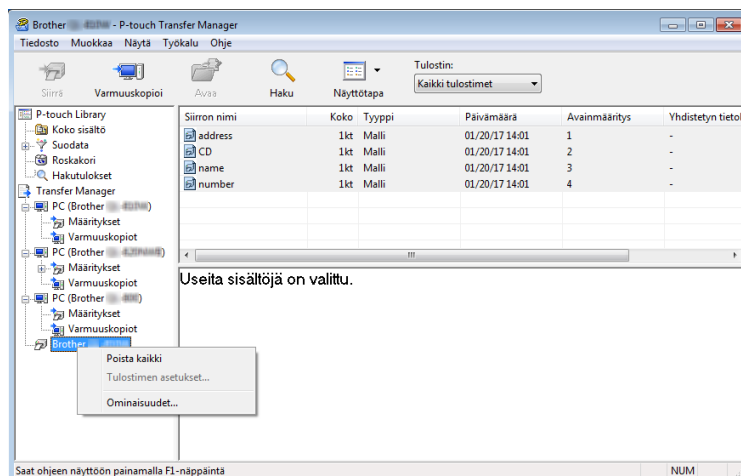 Brother - P-touch Transfer Manager
Tiedosto Muokkaa Näytä Työkalu Ohje
Siirrä Varmuuskopioi Avaa Haku Näyttötapa
Tulostin:
Kaikki tulostimet
P-touch Library
Koko sisältö
Suodata
Roskakori
Hakutulokset
Transfer Manager
PC (Brother )
Määritykset
Varmuuskopiot
PC (Brother )
Määritykset
Varmuuskopiot
PC (Brother )
Määritykset
Varmuuskopiot
Brother
Siirron nimi Koko Tyyppi Päivämäärä Avainmääritys Yhdistetyn tietol
address 1kt Malli 01/20/17 14:01 1 -
CD 1kt Malli 01/20/17 14:01 2 -
name 1kt Malli 01/20/17 14:01 3 -
number 1kt Malli 01/20/17 14:01 4 -
Useita sisältöjä on valittu.
Poista kaikki
Tulostimen asetukset...
Ominaisuudet...
Saat ohjeen näyttöön painamalla F1-näppäintä
NUM